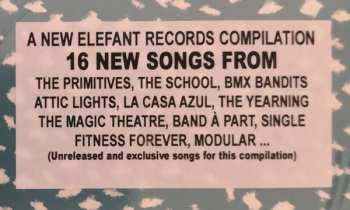 A NEW ELEFANT RECORDS COMPILATION
16 NEW SONGS FROM
THE PRIMITIVES, THE SCHOOL, BMX BANDITS
ATTIC LIGHTS, LA CASA AZUL, THE YEARNING
THE MAGIC THEATRE, BAND À PART, SINGLE
FITNESS FOREVER, MODULAR ...
(Unreleased and exclusive songs for this compilation)